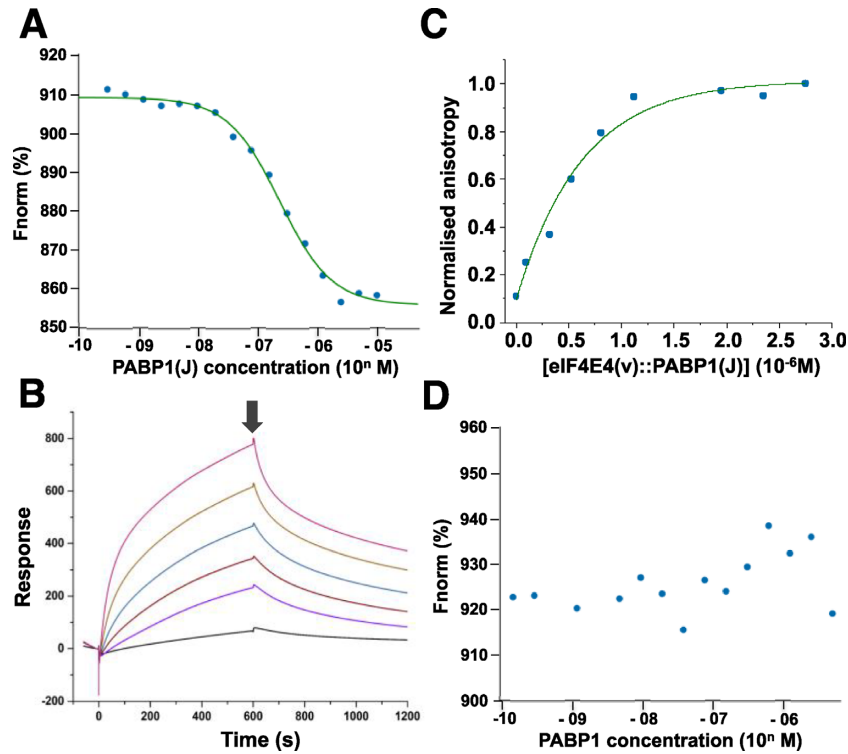 A
920
910
900
890
880
870
860
850
Fnorm (%)
-10 -09 -08 -07 -06 -05
PABP1(J) concentration (10ⁿ M)
C
1.0
0.8
0.6
0.4
0.2
0.0
Normalised anisotropy
0.0 0.5 1.0 1.5 2.0 2.5 3.0
[eIF4E4(v)::PABP1(J)] (10⁻⁶M)
B
800
600
400
200
0
-200
Response
0 200 400 600 800 1000 1200
Time (s)
D
960
950
940
930
920
910
900
Fnorm (%)
-10 -09 -08 -07 -06
PABP1 concentration (10ⁿ M)